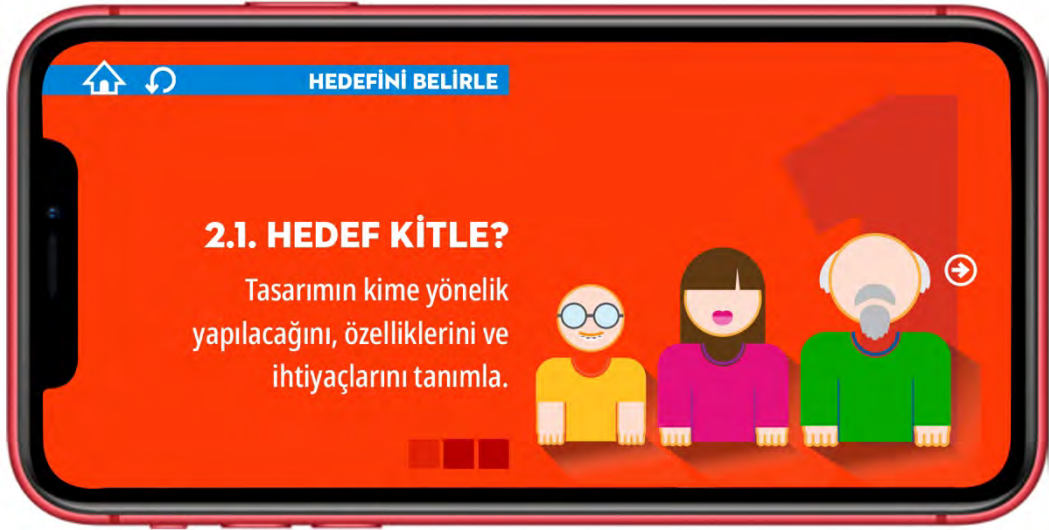 HEDEFİNİ BELİRLE
2.1. HEDEF KİTLE?
Tasarımın kime yönelik
yapılacağını, özelliklerini ve
ihtiyaçlarını tanımla.